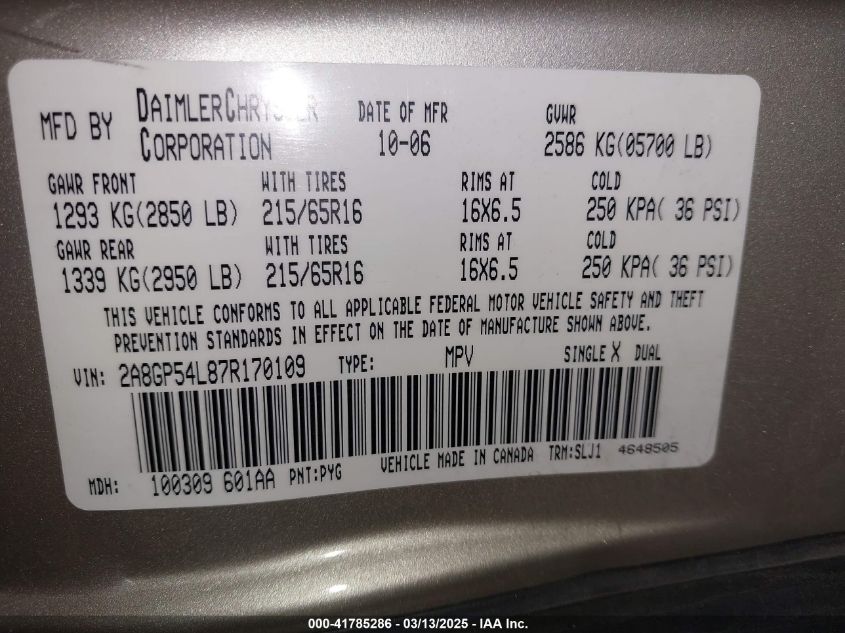 MFD BY DAIMLERCHRYSLER CORPORATION DATE OF MFR 10-06 GVWR 2586 KG(05700 LB)
GAWR FRONT WITH TIRES RIMS AT COLD
1293 KG(2850 LB) 215/65R16 16X6.5 250 KPA( 36 PSI)
GAWR REAR WITH TIRES RIMS AT COLD
1339 KG(2950 LB) 215/65R16 16X6.5 250 KPA( 36 PSI)
THIS VEHICLE CONFORMS TO ALL APPLICABLE FEDERAL MOTOR VEHICLE SAFETY AND THEFT
PREVENTION STANDARDS IN EFFECT ON THE DATE OF MANUFACTURE SHOWN ABOVE.
VIN: 2A8GP54L87R170109 TYPE: MPV SINGLE X DUAL
MDH: 100309 601AA PNT:PYG VEHICLE MADE IN CANADA TRM:SLJ1 4648505
000-41785286 - 03/13/2025 - IAA Inc.